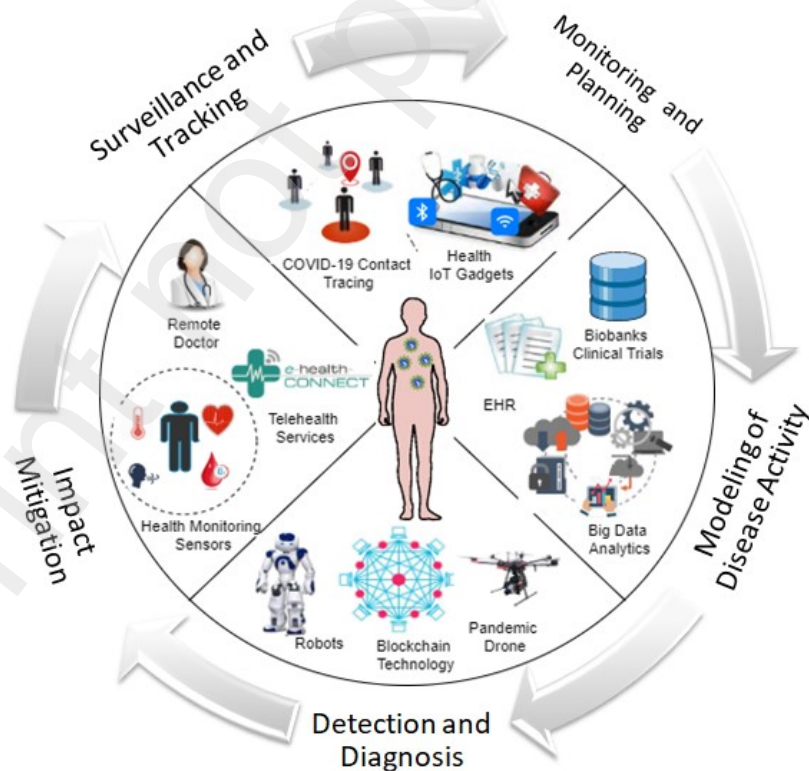 Surveillance and
Tracking
Monitoring and
Planning
COVID-19 Contact
Tracing
Health
IoT Gadgets
Remote
Doctor
Biobanks
Clinical Trials
e-health
CONNECT
Telehealth
Services
EHR
Health Monitoring
Sensors
Big Data
Analytics
Impact
Mitigation
Modeling of
Disease Activity
Robots
Blockchain
Technology
Pandemic
Drone
Detection and
Diagnosis